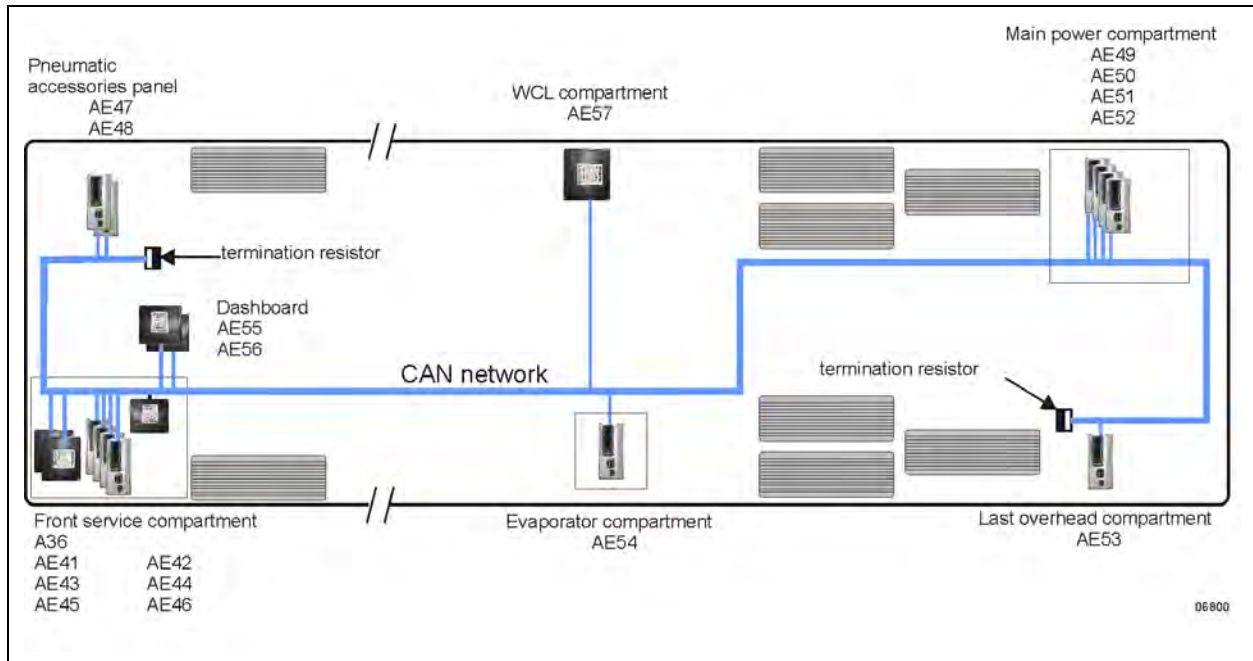 Main power compartment
AE49
AE50
AE51
AE52
Pneumatic
accessories panel
AE47
AE48
WCL compartment
AE57
termination resistor
Dashboard
AE55
AE56
CAN network
termination resistor
Front service compartment
A36
AE41 AE42
AE43 AE44
AE45 AE46
Evaporator compartment
AE54
Last overhead compartment
AE53
06800